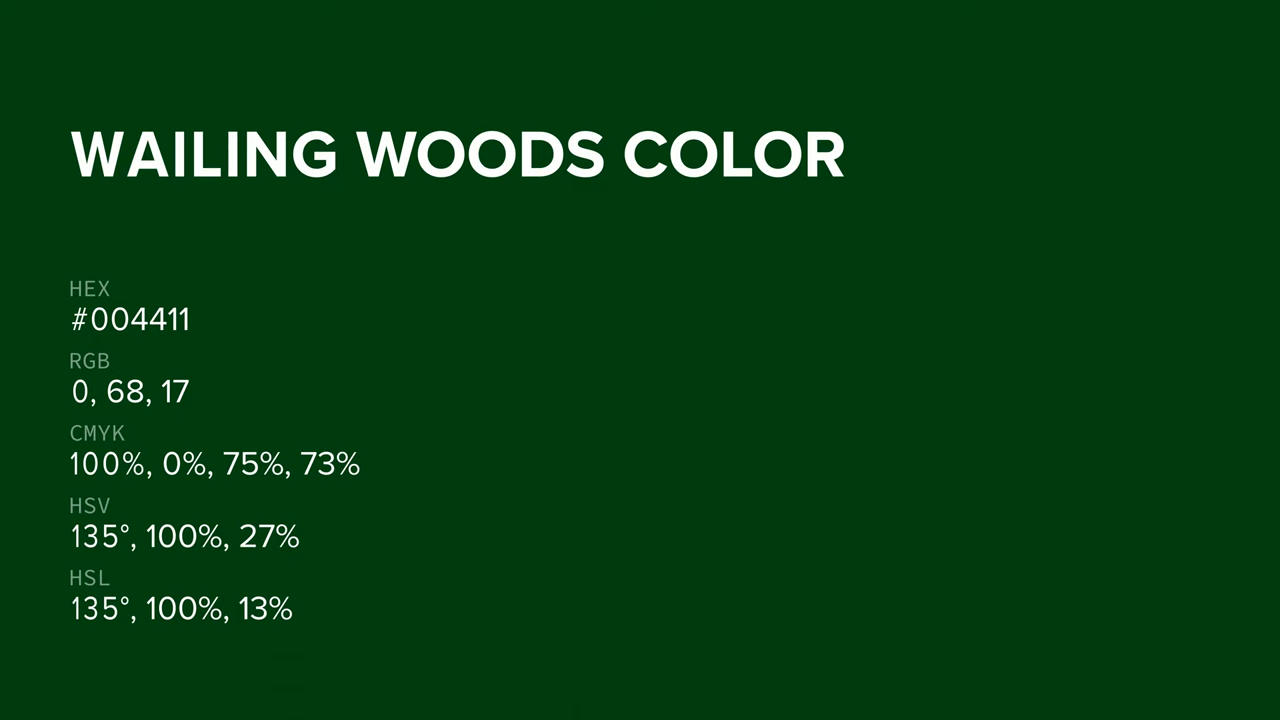 WAILING WOODS COLOR
HEX
#004411
RGB
0, 68, 17
CMYK
100%, 0%, 75%, 73%
HSV
135°, 100%, 27%
HSL
135°, 100%, 13%